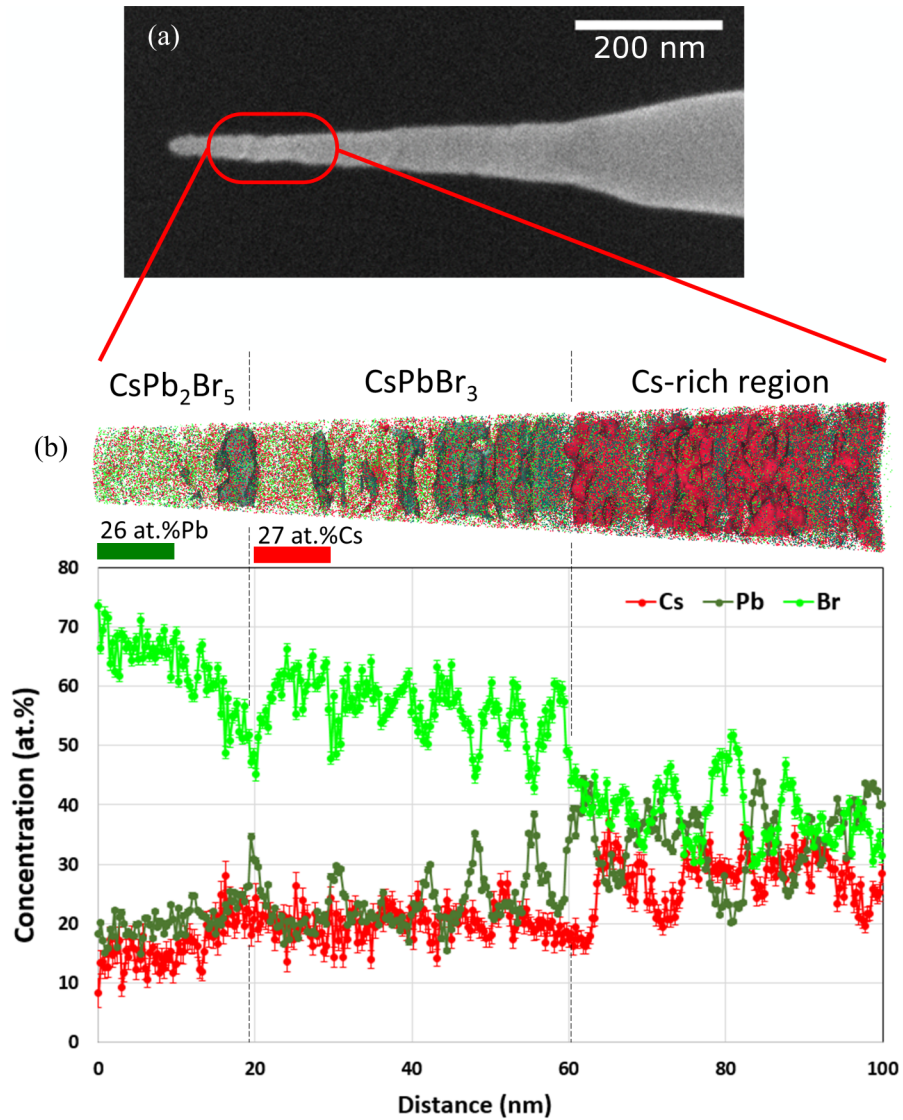 (a)
200 nm
CsPb₂Br₅ CsPbBr₃ Cs-rich region
(b)
26 at.%Pb 27 at.%Cs
80
70
60
50
40
30
20
10
0
Concentration (at.%)
Cs Pb Br
0 20 40 60 80 100
Distance (nm)